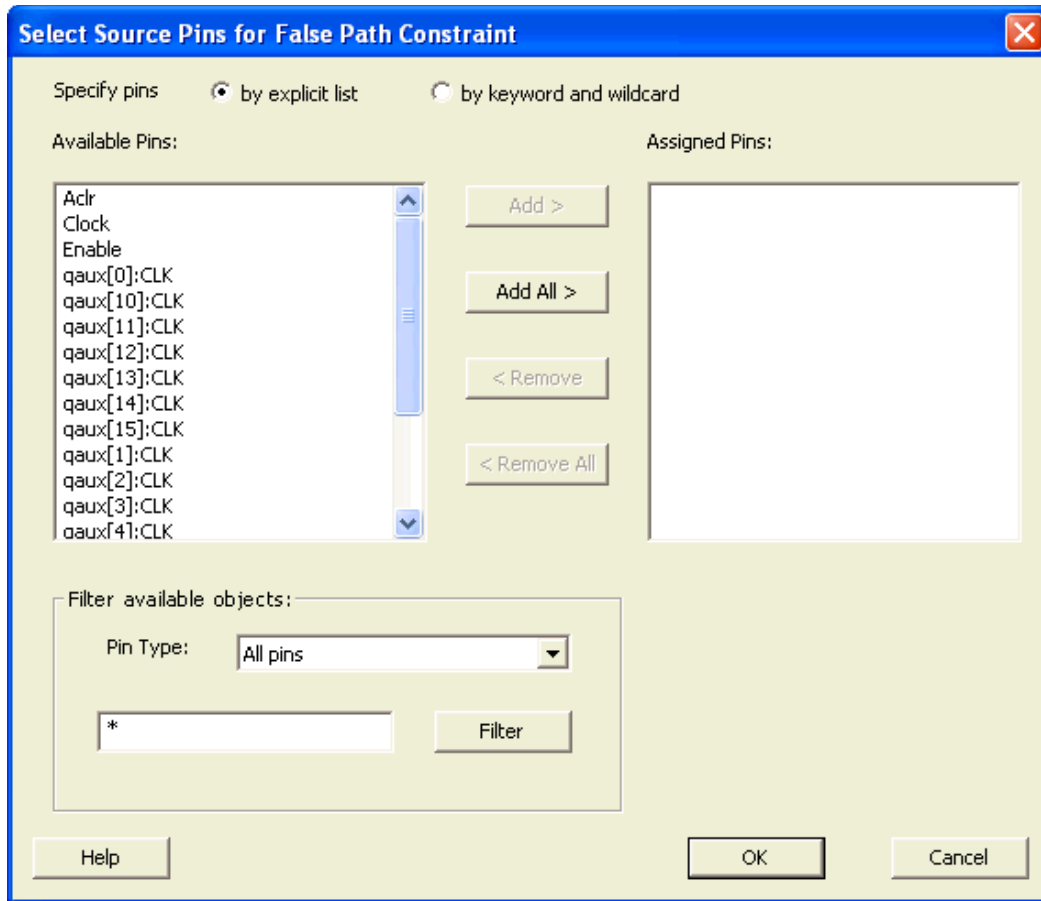 Select Source Pins for False Path Constraint
Specify pins by explicit list by keyword and wildcard
Available Pins: Assigned Pins:
Aclr
Clock
Enable
qaux[0]:CLK
qaux[10]:CLK
qaux[11]:CLK
qaux[12]:CLK
qaux[13]:CLK
qaux[14]:CLK
qaux[15]:CLK
qaux[1]:CLK
qaux[2]:CLK
qaux[3]:CLK
qaux[4]:CLK
Add >
Add All >
< Remove
< Remove All
Filter available objects:
Pin Type: All pins
* Filter
Help OK Cancel